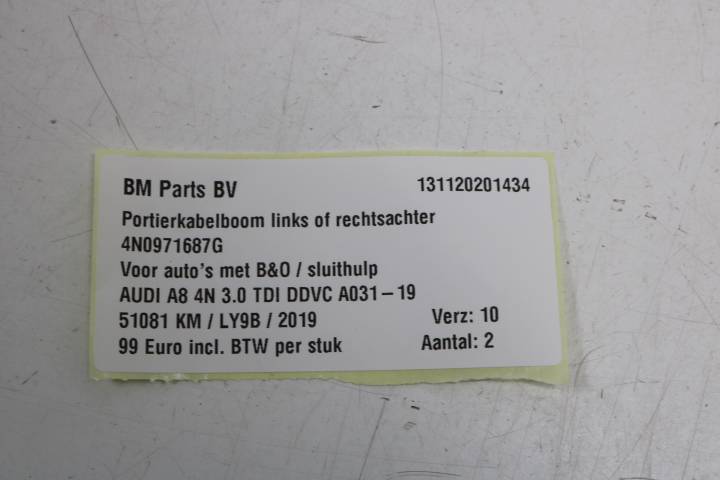 BM Parts BV 131120201434
Portierkabelboom links of rechtsachter
4N0971687G
Voor auto's met B&O / sluithulp
AUDI A8 4N 3.0 TDI DDVC A031-19
51081 KM / LY9B / 2019 Verz: 10
99 Euro incl. BTW per stuk Aantal: 2